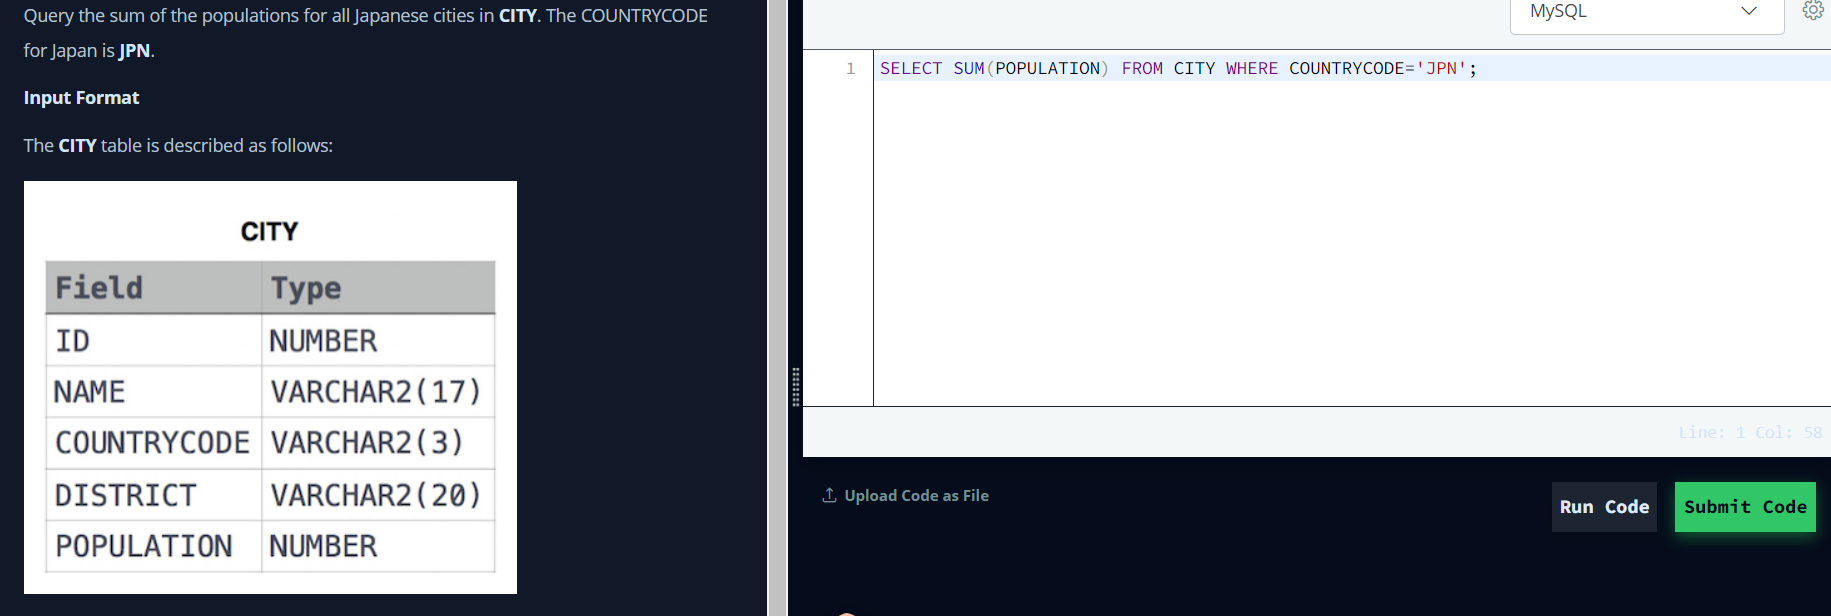 Query the sum of the populations for all Japanese cities in CITY. The COUNTRYCODE
for Japan is JPN.
Input Format
The CITY table is described as follows:
CITY
Field Type
ID NUMBER
NAME VARCHAR2(17)
COUNTRYCODE VARCHAR2(3)
DISTRICT VARCHAR2(20)
POPULATION NUMBER
MySQL
1 SELECT SUM(POPULATION) FROM CITY WHERE COUNTRYCODE='JPN';
Line: 1 Col: 58
Upload Code as File
Run Code
Submit Code